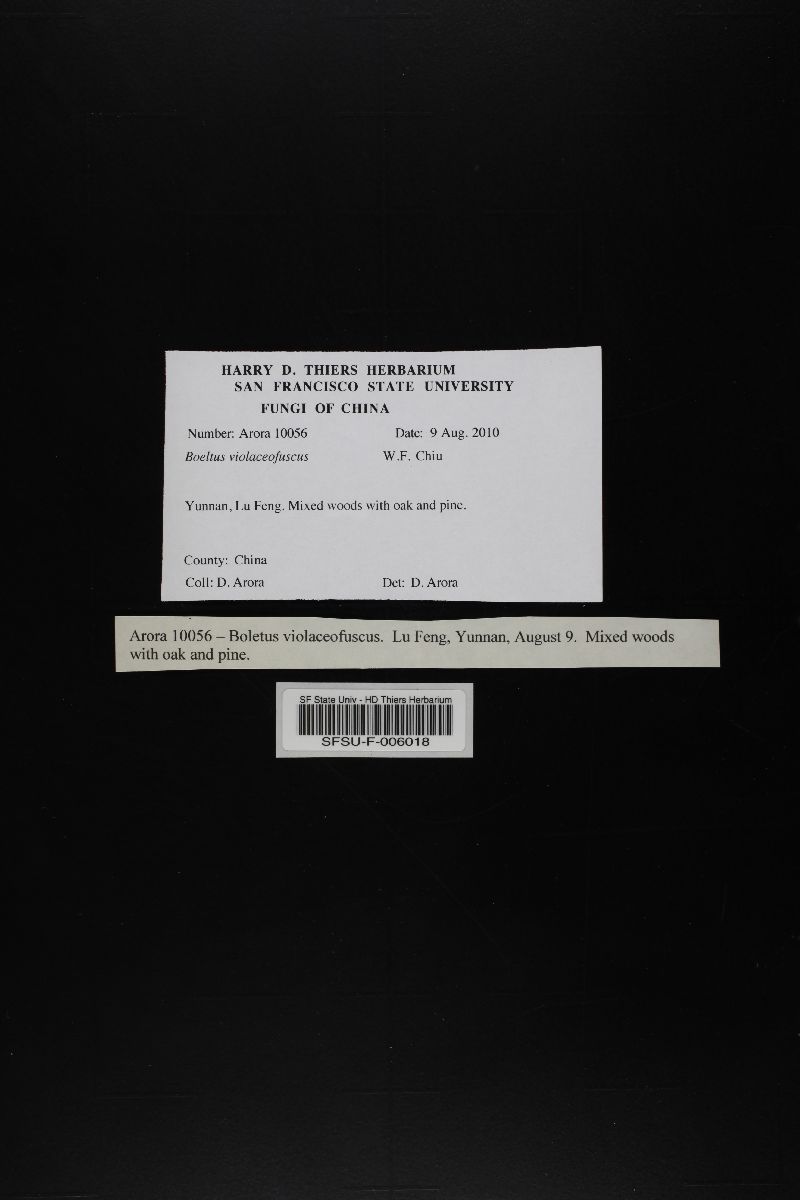 HARRY D. THIERS HERBARIUM
SAN FRANCISCO STATE UNIVERSITY
FUNGI OF CHINA
Number: Arora 10056 Date: 9 Aug. 2010
Boeltus violaceofuscus W.F. Chiu
Yunnan, Lu Feng. Mixed woods with oak and pine.
County: China
Coll: D. Arora Det: D. Arora
Arora 10056 – Boletus violaceofuscus. Lu Feng, Yunnan, August 9. Mixed woods
with oak and pine.
SF State Univ - HD Thiers Herbarium
SFSU-F-006018